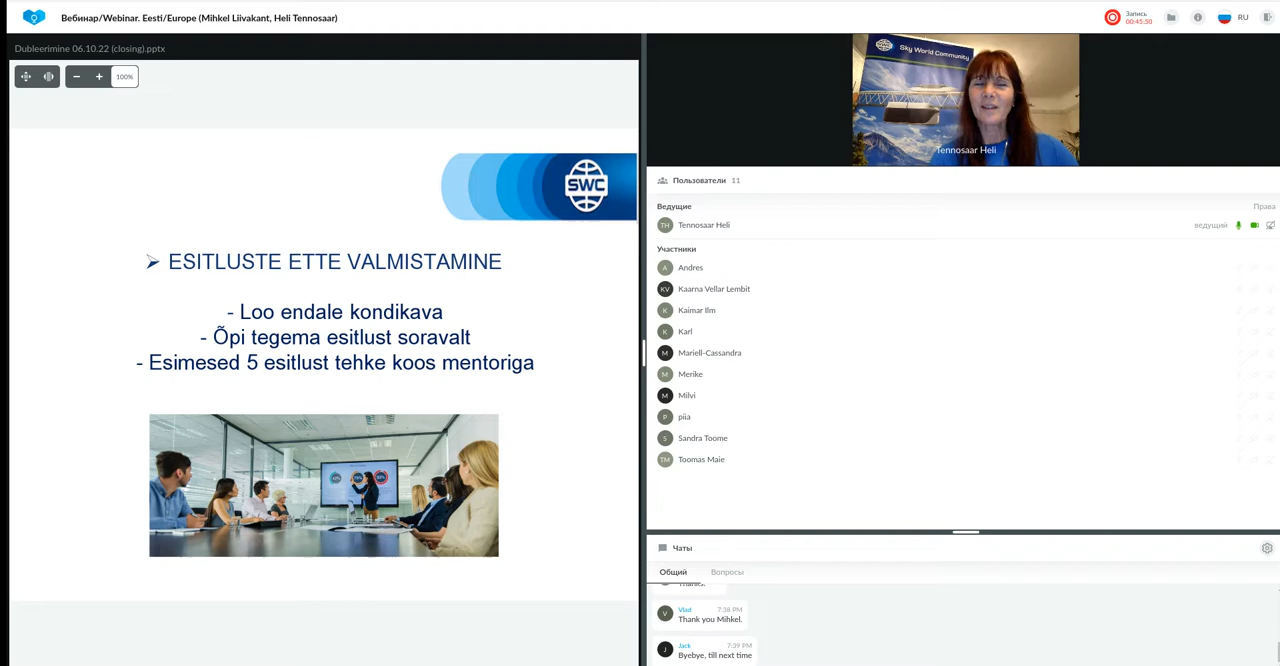 Вебинар/Webinar. Eesti/Europe (Mihkel Liivakant, Heli Tennosaar)
Запись
00:45:50
RU
Dubleerimine 06.10.22 (closing).pptx
100%
SWC
➢ ESITLUSTE ETTE VALMISTAMINE
- Loo endale kondikava
- Õpi tegema esitlust soravalt
- Esimesed 5 esitlust tehke koos mentoriga
Sky World Community
Tennosaar Heli
Пользователи 11
Ведущие
Права
TH Tennosaar Heli
ведущий
Участники
A Andres
KV Kaarna Vellar Lembit
K Kaimar Ilm
K Karl
M Mariell-Cassandra
M Merike
M Milvi
P piia
S Sandra Toome
TM Toomas Maie
Чаты
Общий
Вопросы
Thanks.
V Vlad 7:38 PM
Thank you Mihkel.
J Jack 7:39 PM
Byebye, till next time